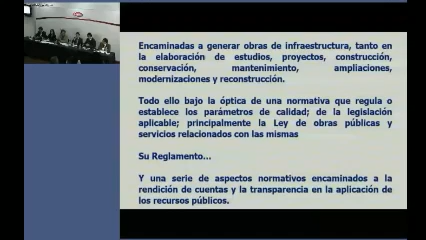 Encaminadas a generar obras de infraestructura, tanto en
la elaboración de estudios, proyectos, construcción,
conservación, mantenimiento, ampliaciones,
modernizaciones y reconstrucción.
Todo ello bajo la óptica de una normativa que regula o
establece los parámetros de calidad; de la legislación
aplicable; principalmente la Ley de obras públicas y
servicios relacionados con las mismas
Su Reglamento...
Y una serie de aspectos normativos encaminados a la
rendición de cuentas y la transparencia en la aplicación de
los recursos públicos.